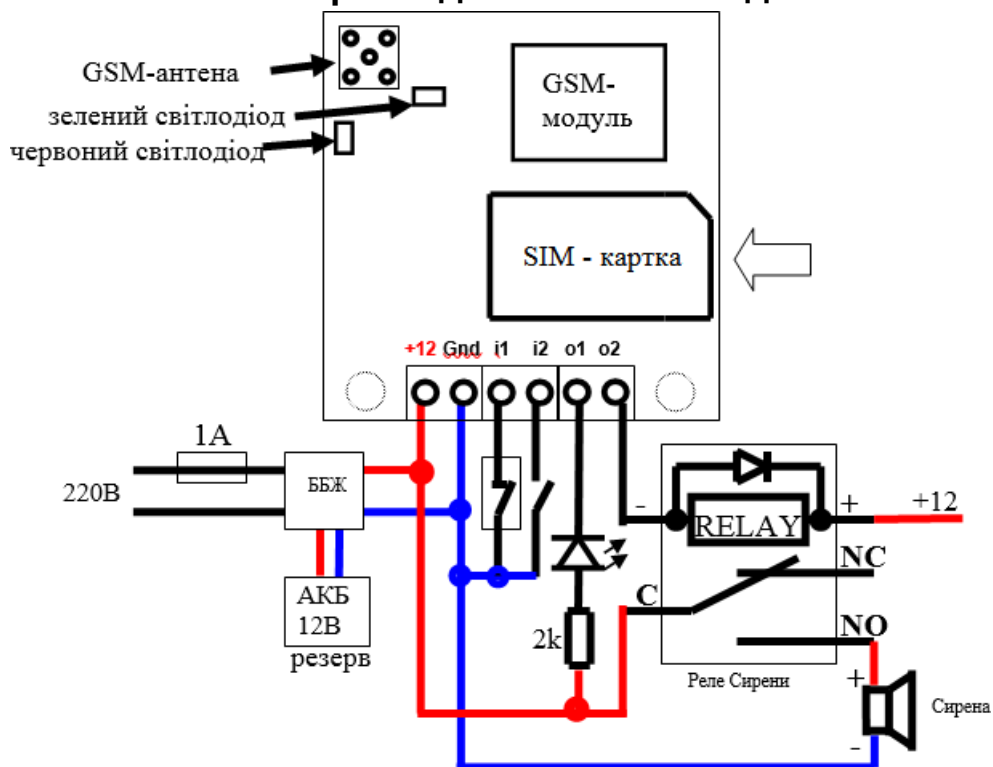 GSM-антена
зелений світлодіод
червоний світлодіод
GSM-
модуль
SIM - картка
+12 Gnd i1 i2 o1 o2
1А
220В
ББЖ
АКБ
12В
резерв
2k
- RELAY + +12
NC
C
NO
Реле Сирени
+
Сирена
-